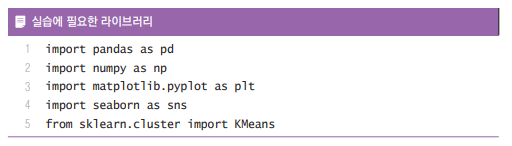 실습에 필요한 라이브러리
1 import pandas as pd
2 import numpy as np
3 import matplotlib.pyplot as plt
4 import seaborn as sns
5 from sklearn.cluster import KMeans